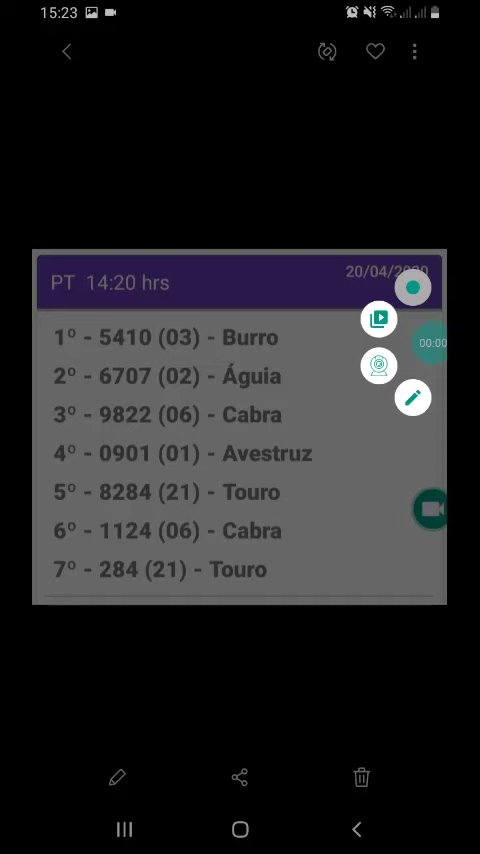 15:23
20/04/2020
PT 14:20 hrs
1º - 5410 (03) - Burro
2º - 6707 (02) - Águia
00:00
3º - 9822 (06) - Cabra
4º - 0901 (01) - Avestruz
5º - 8284 (21) - Touro
6º - 1124 (06) - Cabra
7º - 284 (21) - Touro